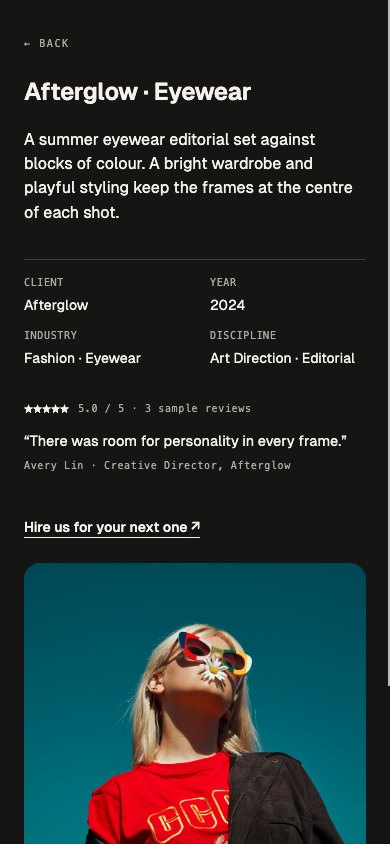 ← BACK
Afterglow · Eyewear
A summer eyewear editorial set against
blocks of colour. A bright wardrobe and
playful styling keep the frames at the centre
of each shot.
CLIENT
Afterglow
YEAR
2024
INDUSTRY
Fashion · Eyewear
DISCIPLINE
Art Direction · Editorial
★★★★★ 5.0 / 5 · 3 sample reviews
“There was room for personality in every frame.”
Avery Lin · Creative Director, Afterglow
Hire us for your next one ↗